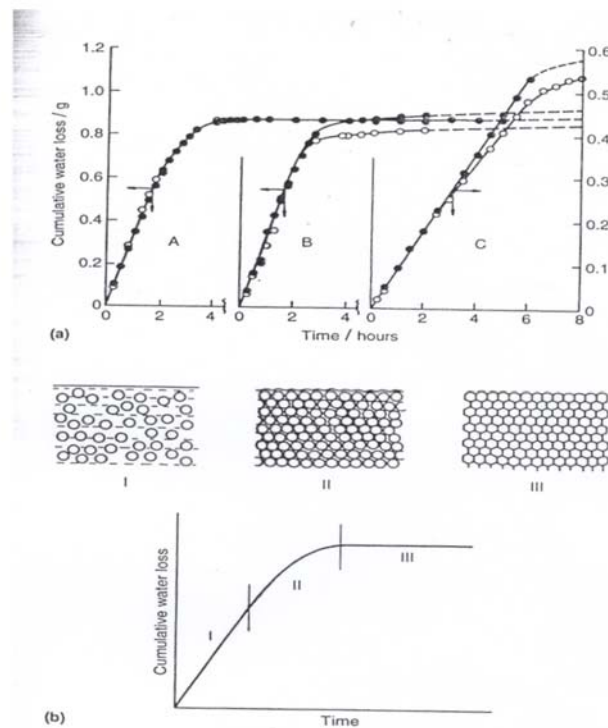 1.2
1.0
0.8
0.6
0.4
0.2
0
Cumulative water loss / g
A
B
C
0.6
0.5
0.4
0.3
0.2
0.1
0
0 2 4 0 2 4 0 2 4 6 8
Time / hours
(a)
I
II
III
Cumulative water loss
I
II
III
Time
(b)